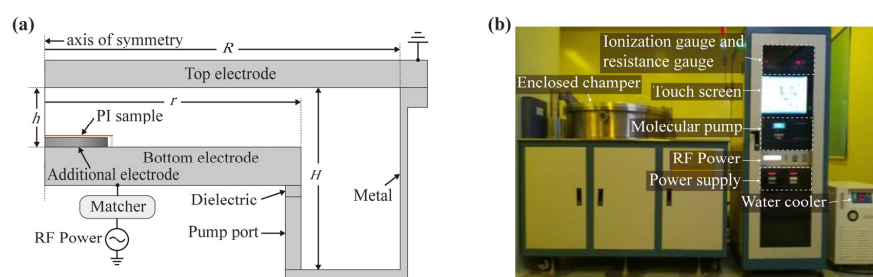 (a)
axis of symmetry
R
Top electrode
r
h
PI sample
Additional electrode
Bottom electrode
H
Matcher
Dielectric
Metal
RF Power
Pump port
(b)
Ionization gauge and
resistance gauge
Enclosed champer
Touch screen
Molecular pump
RF Power
Power supply
Water cooler